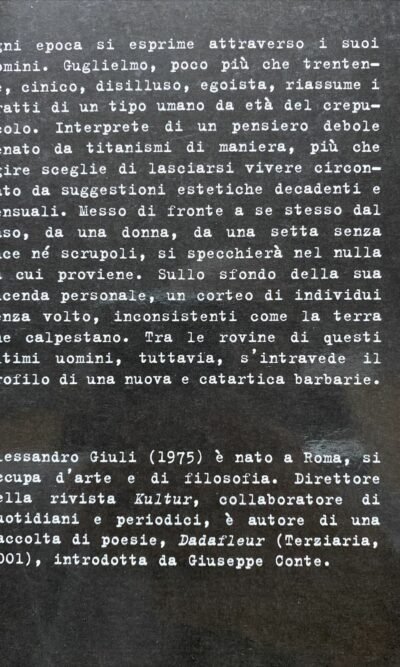 gni epoca si esprime attraverso i suoi
omini. Guglielmo, poco più che trenten-
e, cinico, disilluso, egoista, riassume i
ratti di un tipo umano da età del crepu-
colo. Interprete di un pensiero debole
enato da titanismi di maniera, più che
gire sceglie di lasciarsi vivere circon-
ato da suggestioni estetiche decadenti e
ensuali. Messo di fronte a se stesso dal
aso, da una donna, da una setta senza
uce né scrupoli, si specchierà nel nulla
a cui proviene. Sullo sfondo della sua
icenda personale, un corteo di individui
enza volto, inconsistenti come la terra
he calpestano. Tra le rovine di questi
ltimi uomini, tuttavia, s'intravede il
rofilo di una nuova e catartica barbarie.
lessandro Giuli (1975) è nato a Roma, si
ccupa d'arte e di filosofia. Direttore
ella rivista Kultur, collaboratore di
uotidiani e periodici, è autore di una
accolta di poesie, Dadafleur (Terziaria,
001), introdotta da Giuseppe Conte.